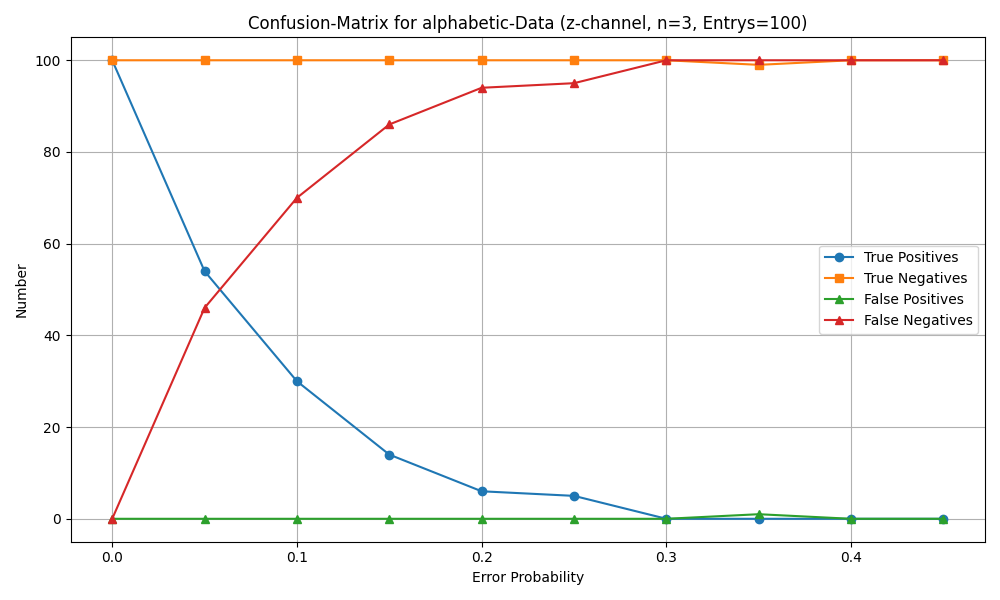 Confusion-Matrix for alphabetic-Data (z-channel, n=3, Entrys=100)
Number
100
80
60
40
20
0
True Positives
True Negatives
False Positives
False Negatives
0.0 0.1 0.2 0.3 0.4
Error Probability